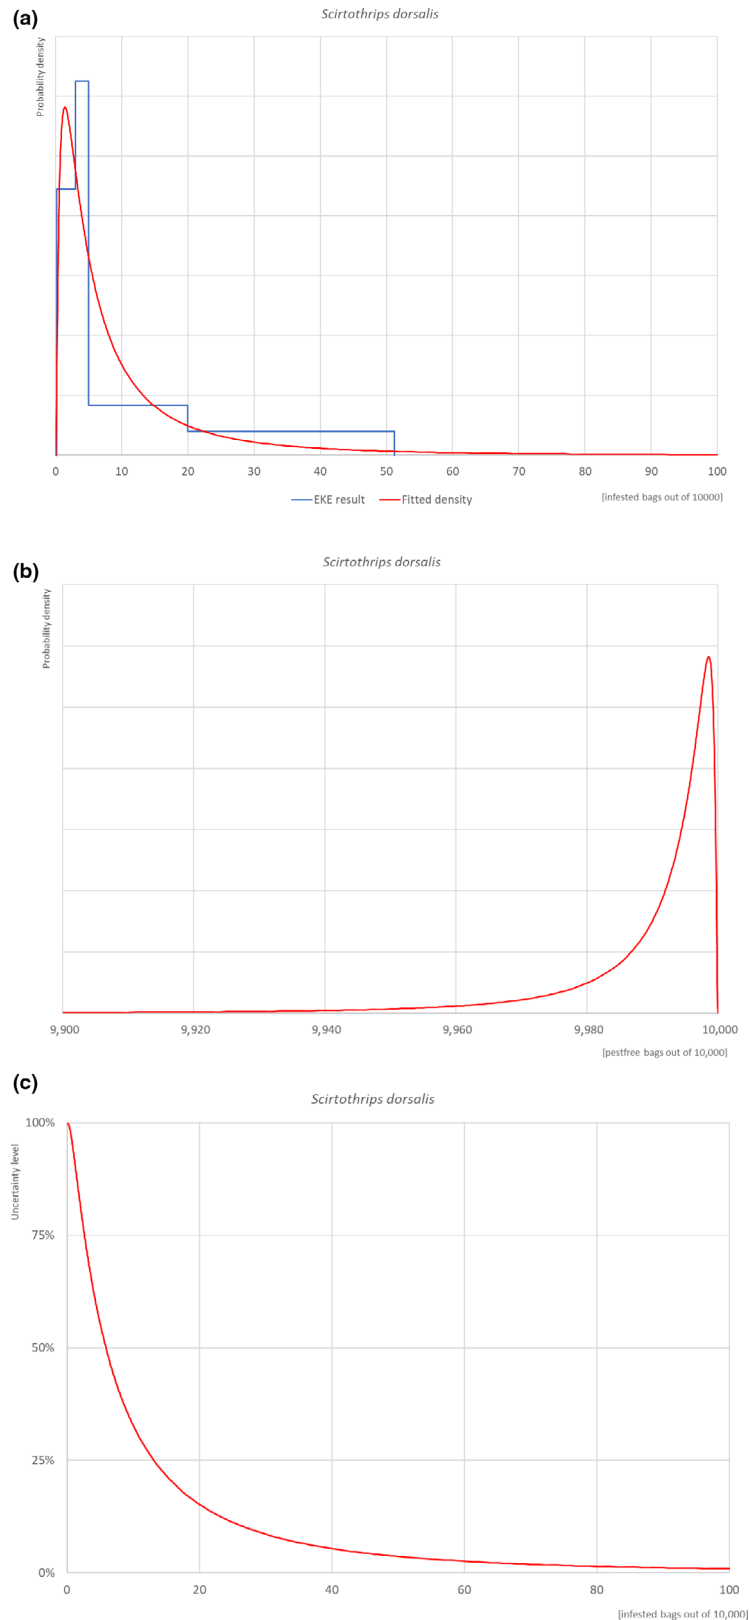 (a)
Scirtothrips dorsalis
Probability density
0 10 20 30 40 50 60 70 80 90 100
EKE result Fitted density
[infested bags out of 10000]
(b)
Scirtothrips dorsalis
Probability density
9,900 9,920 9,940 9,960 9,980 10,000
[pestfree bags out of 10,000]
(c)
Scirtothrips dorsalis
Uncertainty level
100%
75%
50%
25%
0%
0 20 40 60 80 100
[infested bags out of 10,000]